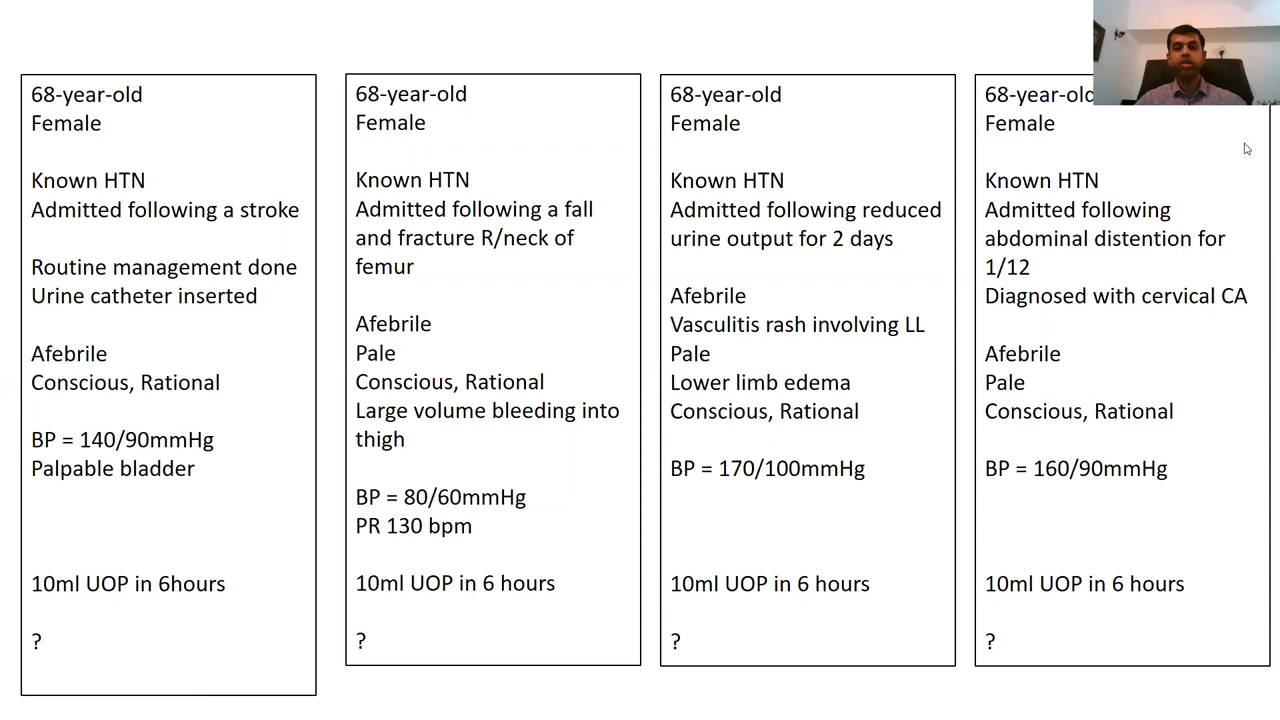 68-year-old
Female
Known HTN
Admitted following a stroke
Routine management done
Urine catheter inserted
Afebrile
Conscious, Rational
BP = 140/90mmHg
Palpable bladder
10ml UOP in 6hours
?
68-year-old
Female
Known HTN
Admitted following a fall
and fracture R/neck of
femur
Afebrile
Pale
Conscious, Rational
Large volume bleeding into
thigh
BP = 80/60mmHg
PR 130 bpm
10ml UOP in 6 hours
?
68-year-old
Female
Known HTN
Admitted following reduced
urine output for 2 days
Afebrile
Vasculitis rash involving LL
Pale
Lower limb edema
Conscious, Rational
BP = 170/100mmHg
10ml UOP in 6 hours
?
68-year-old
Female
Known HTN
Admitted following
abdominal distention for
1/12
Diagnosed with cervical CA
Afebrile
Pale
Conscious, Rational
BP = 160/90mmHg
10ml UOP in 6 hours
?